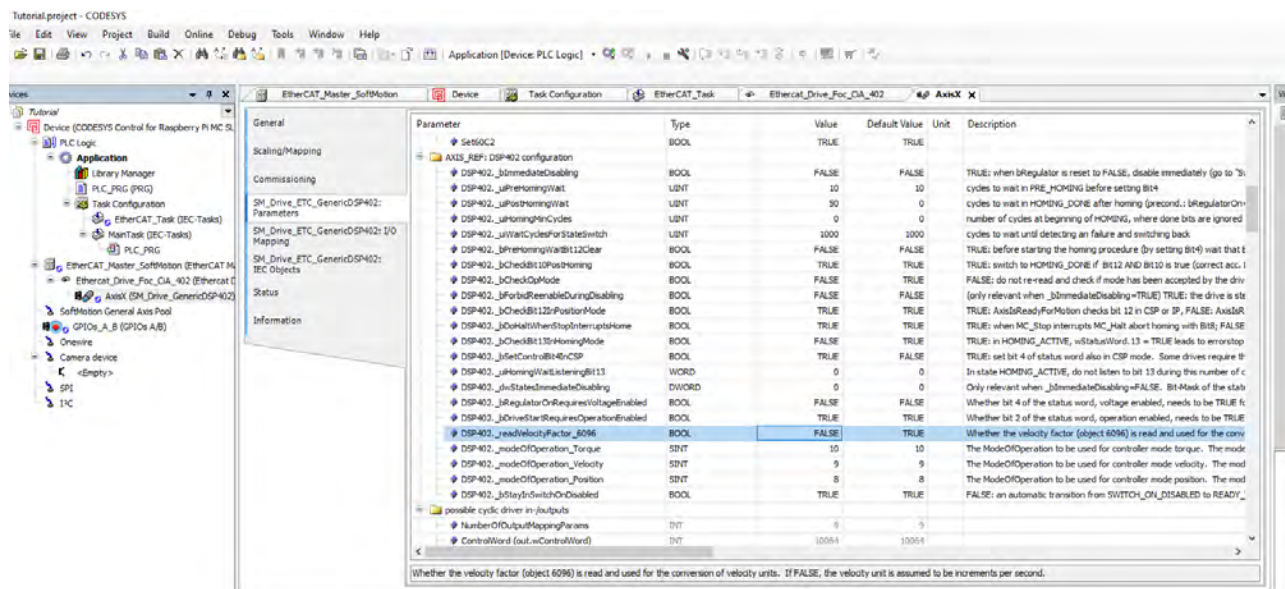 Tutorial.project - CODESYS
File Edit View Project Build Online Debug Tools Window Help
Application [Device: PLC Logic]
EtherCAT_Master_SoftMotion Device Task Configuration EtherCAT_Task Ethercat_Drive_Foc_CiA_402 AxisX
Tutorial
Device (CODESYS Control for Raspberry Pi MC SL
PLC Logic
Application
Library Manager
PLC_PRG (PRG)
Task Configuration
EtherCAT_Task (IEC-Tasks)
MainTask (IEC-Tasks)
PLC_PRG
EtherCAT_Master_SoftMotion (EtherCAT M
Ethercat_Drive_Foc_CiA_402 (Ethercat D
AxisX (SM_Drive_GenericDSP402)
SoftMotion General Axis Pool
GPIOs_A_B (GPIOs A/B)
Onewire
Camera device
<Empty>
SPI
I²C
General
Scaling/Mapping
Commissioning
SM_Drive_ETC_GenericDSP402:
Parameters
SM_Drive_ETC_GenericDSP402: I/O
Mapping
SM_Drive_ETC_GenericDSP402:
IEC Objects
Status
Information
Parameter Type Value Default Value Unit Description
Set60C2 BOOL TRUE TRUE
AXIS_REF: DSP402 configuration
DSP402._bImmediateDisabling BOOL FALSE FALSE TRUE: when bRegulator is reset to FALSE, disable immediately (go to
DSP402._uiPreHomingWait UINT 10 10 cycles to wait in PRE_HOMING before setting Bit4
DSP402._uiPostHomingWait UINT 50 0 cycles to wait in HOMING_DONE after homing (precond.: bRegulatorOn
DSP402._uiHomingMinCycles UINT 0 0 number of cycles at beginning of HOMING, where done bits are ignored
DSP402._uiWaitCyclesForStateSwitch UINT 1000 1000 cycles to wait until detecting an failure and switching back
DSP402._bPreHomingWaitBit12Clear BOOL FALSE FALSE TRUE: before starting the homing procedure (by setting Bit4) wait that
DSP402._bCheckBit10PostHoming BOOL FALSE TRUE TRUE: switch to HOMING_DONE if Bit12 AND Bit10 is true (correct acc.
DSP402._bCheckOpMode BOOL FALSE TRUE FALSE: do not re-read and check if mode has been accepted by the driv
DSP402._bForbidReenableDuringDisabling BOOL FALSE FALSE (only relevant when _bImmediateDisabling=TRUE) TRUE: the drive is ste
DSP402._bCheckBit12InPositionMode BOOL FALSE TRUE TRUE: AxisIsReadyForMotion checks bit 12 in CSP or IP, FALSE: AxisIsRe
DSP402._bDoHaltWhenStopInterruptsHome BOOL FALSE TRUE TRUE: when MC_Stop interrupts MC_Halt abort homing with Bit8; FALSE
DSP402._bCheckBit13InHomingMode BOOL FALSE TRUE TRUE: in HOMING_ACTIVE, wStatusWord.13 = TRUE leads to errorstop
DSP402._bSetControlBit4InCSP BOOL TRUE FALSE TRUE: set bit 4 of status word also in CSP mode. Some drives require th
DSP402._uiHomingWaitListeningBit13 WORD 0 0 In state HOMING_ACTIVE, do not listen to bit 13 during this number of c
DSP402._dwStatesImmediateDisabling DWORD 0 0 Only relevant when _bImmediateDisabling=FALSE. Bit-Mask of the stat
DSP402._bRegulatorOnRequiresVoltageEnabled BOOL FALSE FALSE Whether bit 4 of the status word, voltage enabled, needs to be TRUE fo
DSP402._bDriveStartRequiresOperationEnabled BOOL TRUE TRUE Whether bit 2 of the status word, operation enabled, needs to be TRUE
DSP402._readVelocityFactor_6096 BOOL FALSE TRUE Whether the velocity factor (object 6096) is read and used for the conv
DSP402._modeOfOperation_Torque SINT 10 10 The ModeOfOperation to be used for controller mode torque. The mode
DSP402._modeOfOperation_Velocity SINT 9 9 The ModeOfOperation to be used for controller mode velocity. The mod
DSP402._modeOfOperation_Position SINT 8 8 The ModeOfOperation to be used for controller mode position. The mod
DSP402._bStayInSwitchOnDisabled BOOL TRUE TRUE FALSE: an automatic transition from SWITCH_ON_DISABLED to READY_
possible cyclic driver in-/outputs
NumberOfOutputMappingParams INT 9 9
ControlWord (out.wControlWord) INT 10064 10064
Whether the velocity factor (object 6096) is read and used for the conversion of velocity units. If FALSE, the velocity unit is assumed to be increments per second.